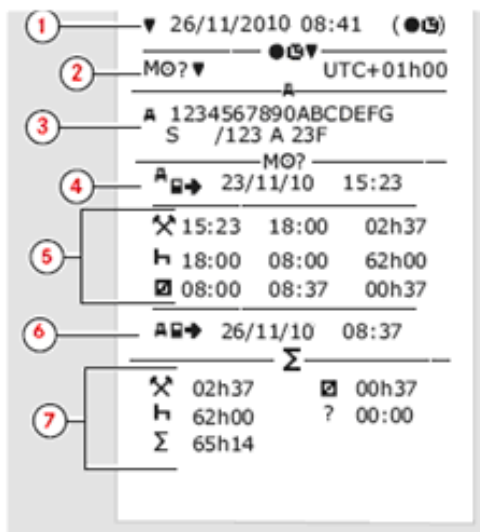 1 ▼ 26/11/2010 08:41 (●◷)
●◷▼
2 M⊙?▼ UTC+01h00
A
3 A 1234567890ABCDEFG
S /123 A 23F
M⊙?
4 A ➔ 23/11/10 15:23
5 ⚒ 15:23 18:00 02h37
h 18:00 08:00 62h00
☑ 08:00 08:37 00h37
6 A ➔ 26/11/10 08:37
Σ
7 ⚒ 02h37 ☑ 00h37
h 62h00 ? 00:00
Σ 65h14